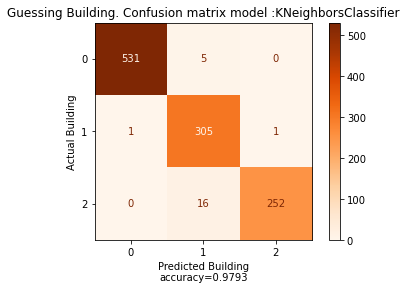 Guessing Building. Confusion matrix model :KNeighborsClassifier
0 531 5 0
1 1 305 1
2 0 16 252
0 1 2
500
400
300
200
100
0
Actual Building
Predicted Building
accuracy=0.9793